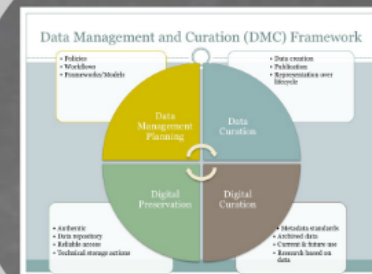 Data Management and Curation (DMC) Framework
• Policies
• Workflows
• Frameworks/Models
• Data creation
• Publication
• Representation over
lifecycle
Data
Management
Planning
Data
Curation
Digital
Preservation
Digital
Curation
• Authentic
• Data repository
• Reliable access
• Technical storage actions
• Metadata standards
• Archived data
• Current & future use
• Research based on
data